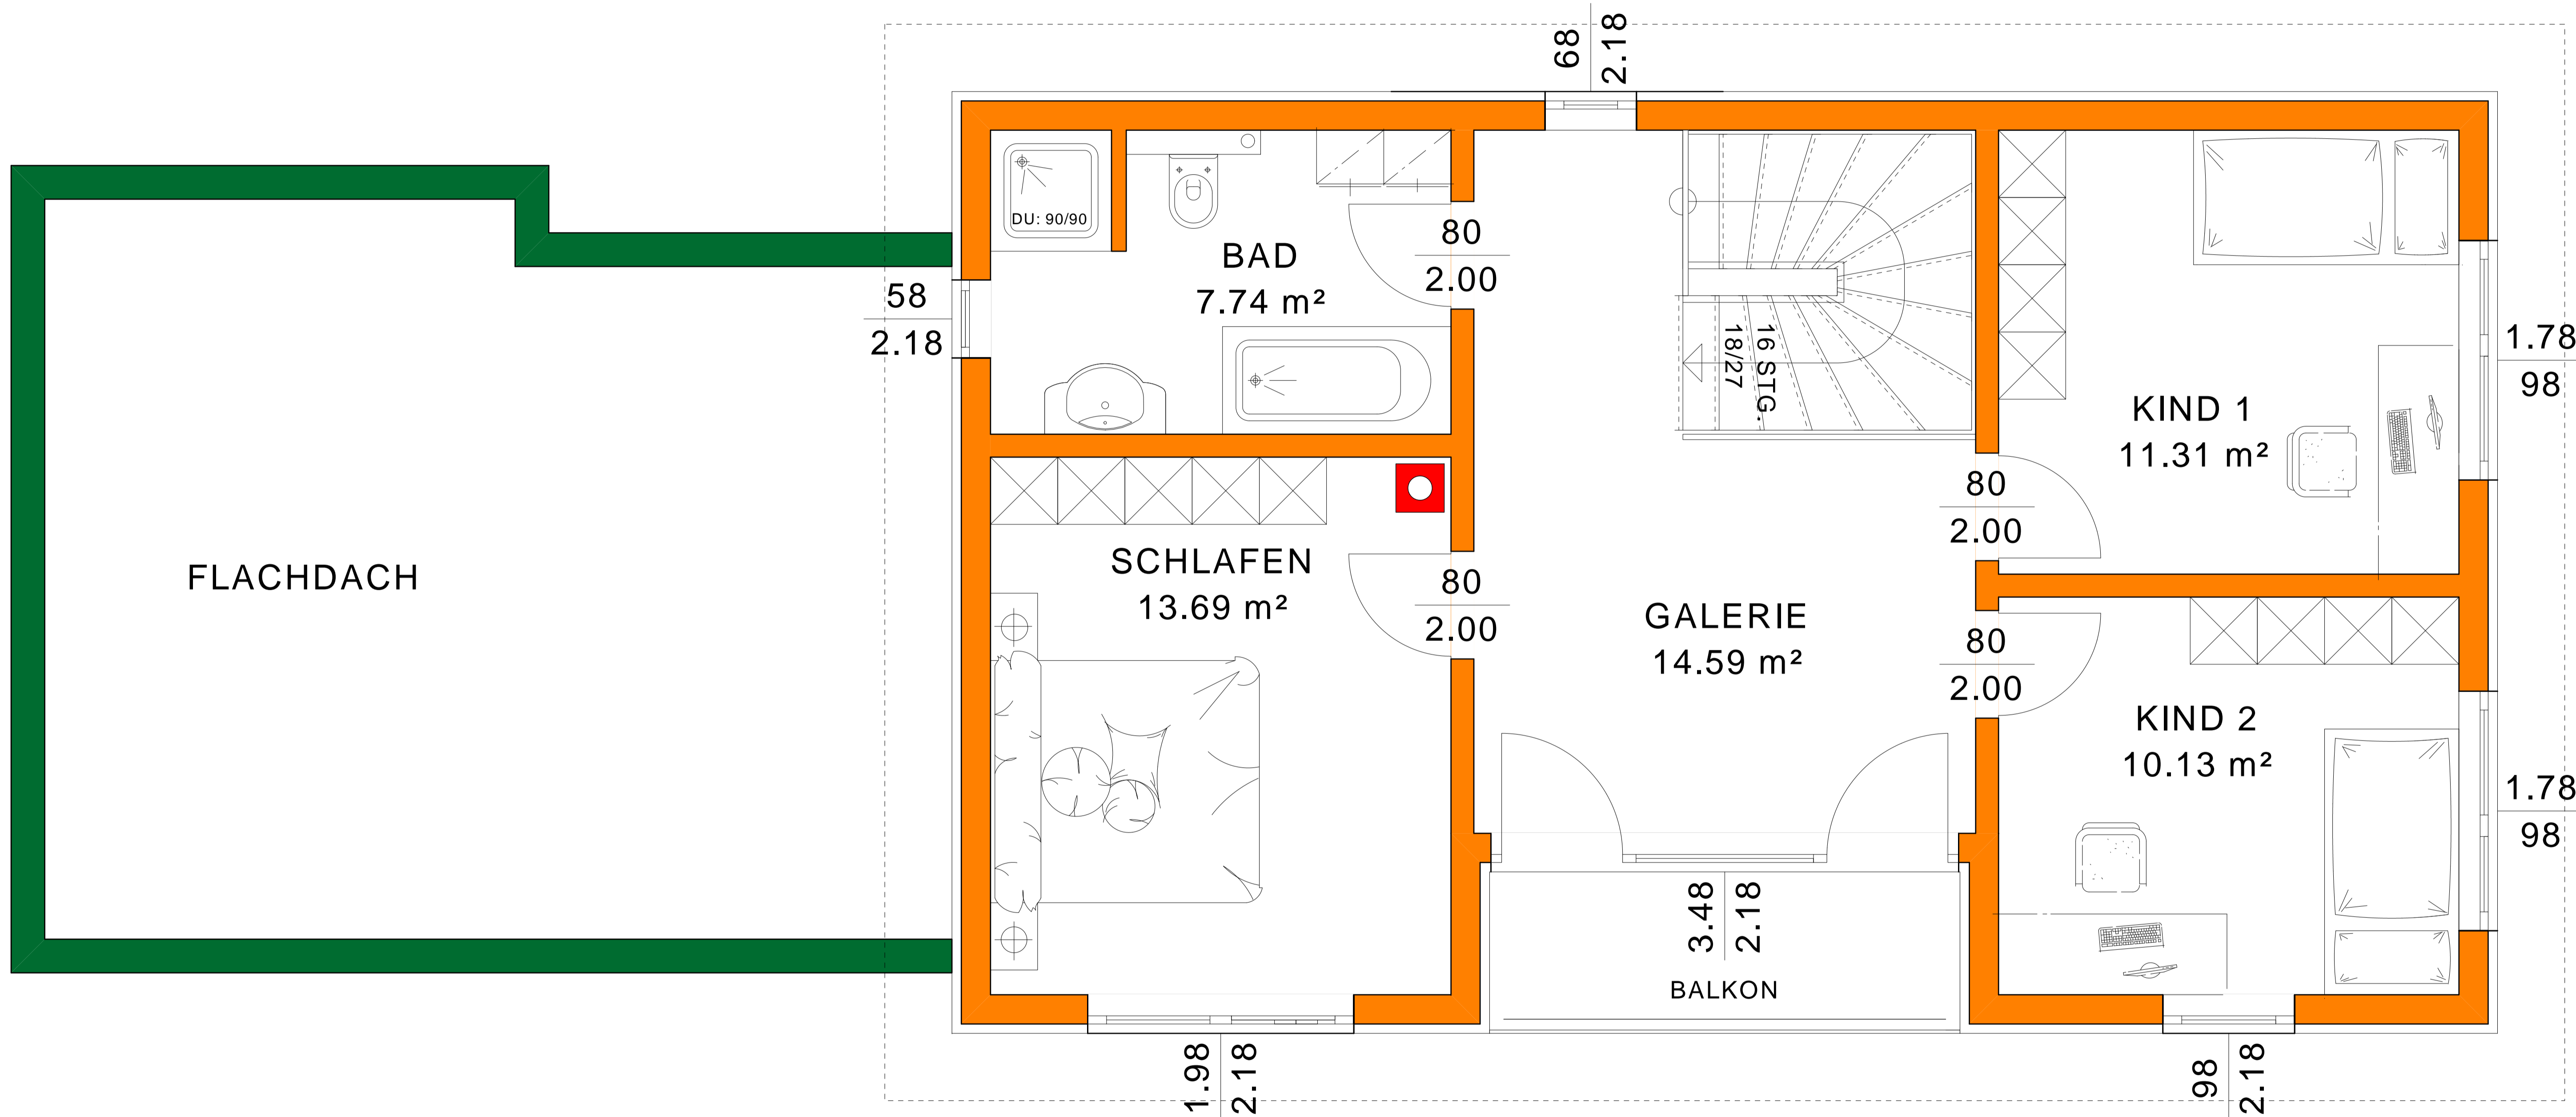 68
2.18
DU: 90/90
BAD
7.74 m²
80
2.00
58
2.18
16 STG.
18/27
1.78
98
KIND 1
11.31 m²
80
2.00
FLACHDACH
SCHLAFEN
13.69 m²
80
2.00
GALERIE
14.59 m²
80
2.00
KIND 2
10.13 m²
1.78
98
3.48
2.18
BALKON
1.98
2.18
98
2.18